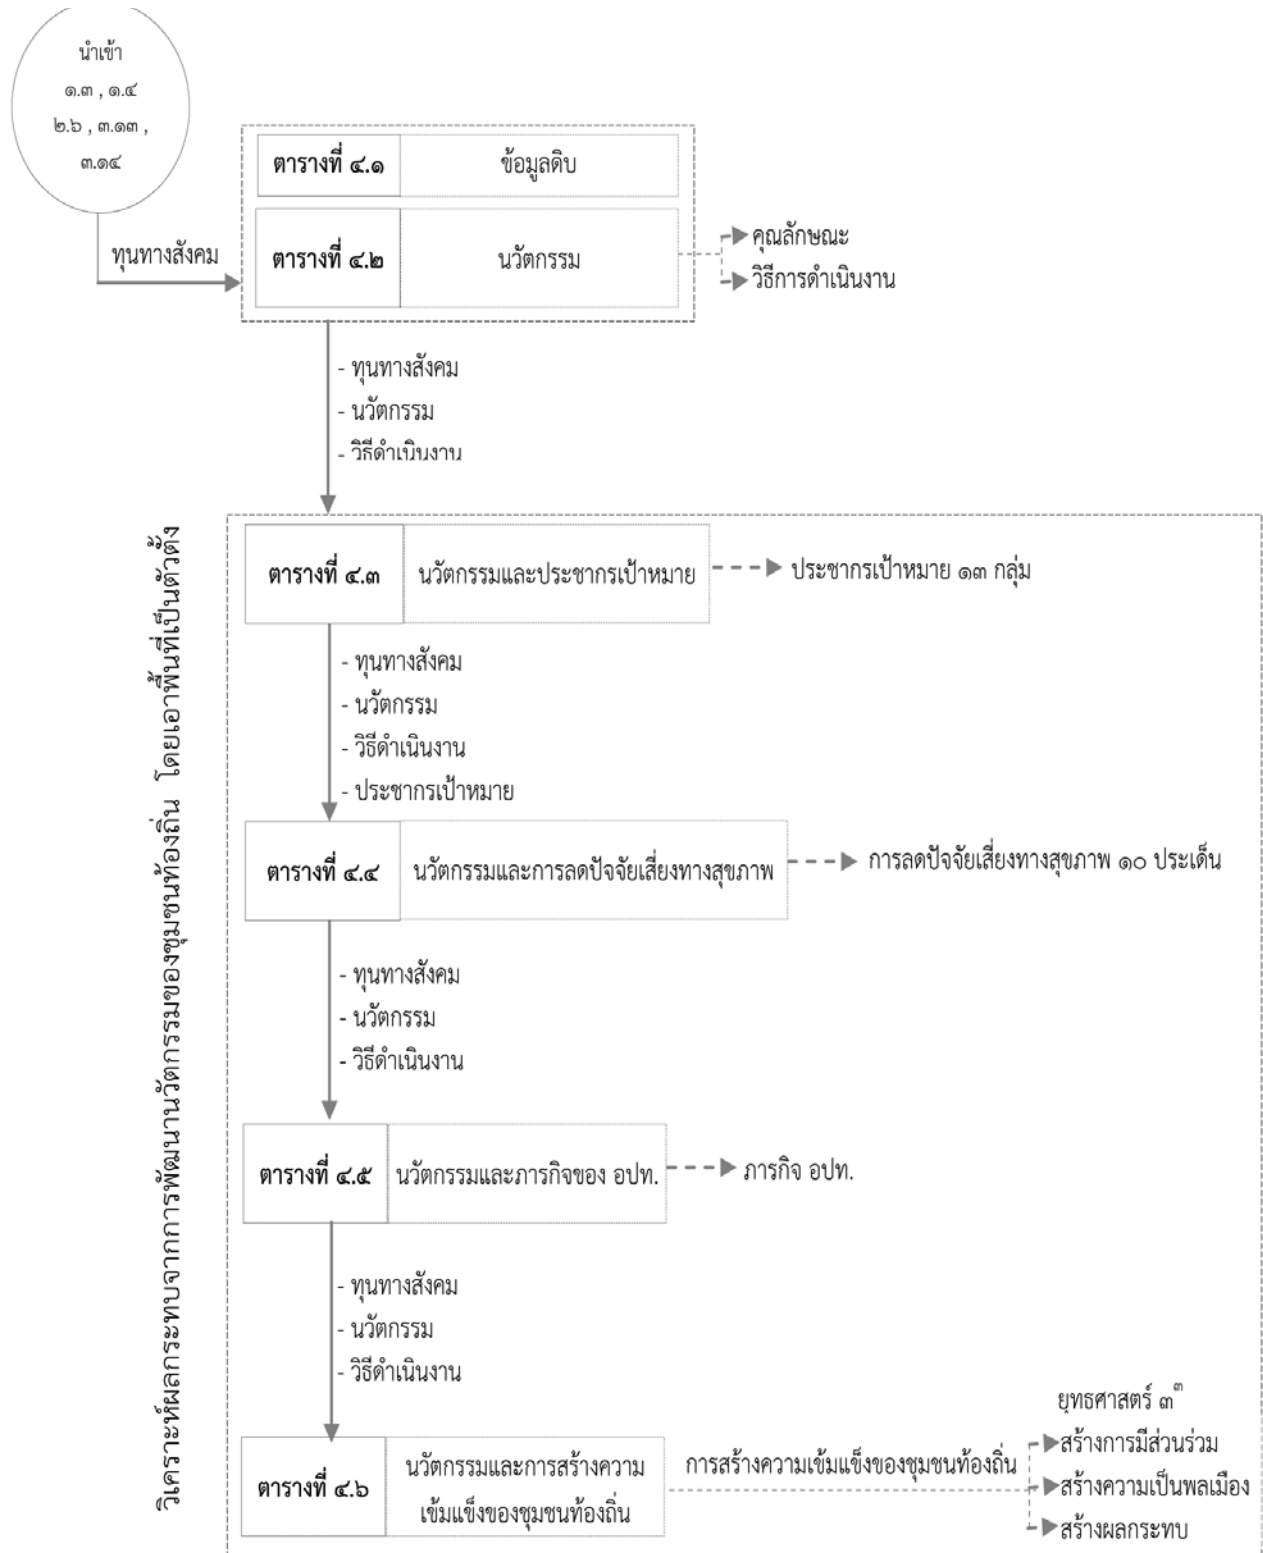 นำเข้า
๑.๓ , ๑.๔
๒.๖ , ๓.๑๓ ,
๓.๑๔
ทุนทางสังคม
ตารางที่ ๔.๑
ข้อมูลดิบ
ตารางที่ ๔.๒
นวัตกรรม
คุณลักษณะ
วิธีการดำเนินงาน
- ทุนทางสังคม
- นวัตกรรม
- วิธีดำเนินงาน
วิเคราะห์ผลกระทบจากการพัฒนานวัตกรรมของชุมชนท้องถิ่น โดยเอาพื้นที่เป็นตัวตั้ง
ตารางที่ ๔.๓
นวัตกรรมและประชากรเป้าหมาย
ประชากรเป้าหมาย ๑๓ กลุ่ม
- ทุนทางสังคม
- นวัตกรรม
- วิธีดำเนินงาน
- ประชากรเป้าหมาย
ตารางที่ ๔.๔
นวัตกรรมและการลดปัจจัยเสี่ยงทางสุขภาพ
การลดปัจจัยเสี่ยงทางสุขภาพ ๑๐ ประเด็น
- ทุนทางสังคม
- นวัตกรรม
- วิธีดำเนินงาน
ตารางที่ ๔.๕
นวัตกรรมและภารกิจของ อปท.
ภารกิจ อปท.
- ทุนทางสังคม
- นวัตกรรม
- วิธีดำเนินงาน
ตารางที่ ๔.๖
นวัตกรรมและการสร้างความ
เข้มแข็งของชุมชนท้องถิ่น
การสร้างความเข้มแข็งของชุมชนท้องถิ่น
ยุทธศาสตร์ ๓^๓
สร้างการมีส่วนร่วม
สร้างความเป็นพลเมือง
สร้างผลกระทบ